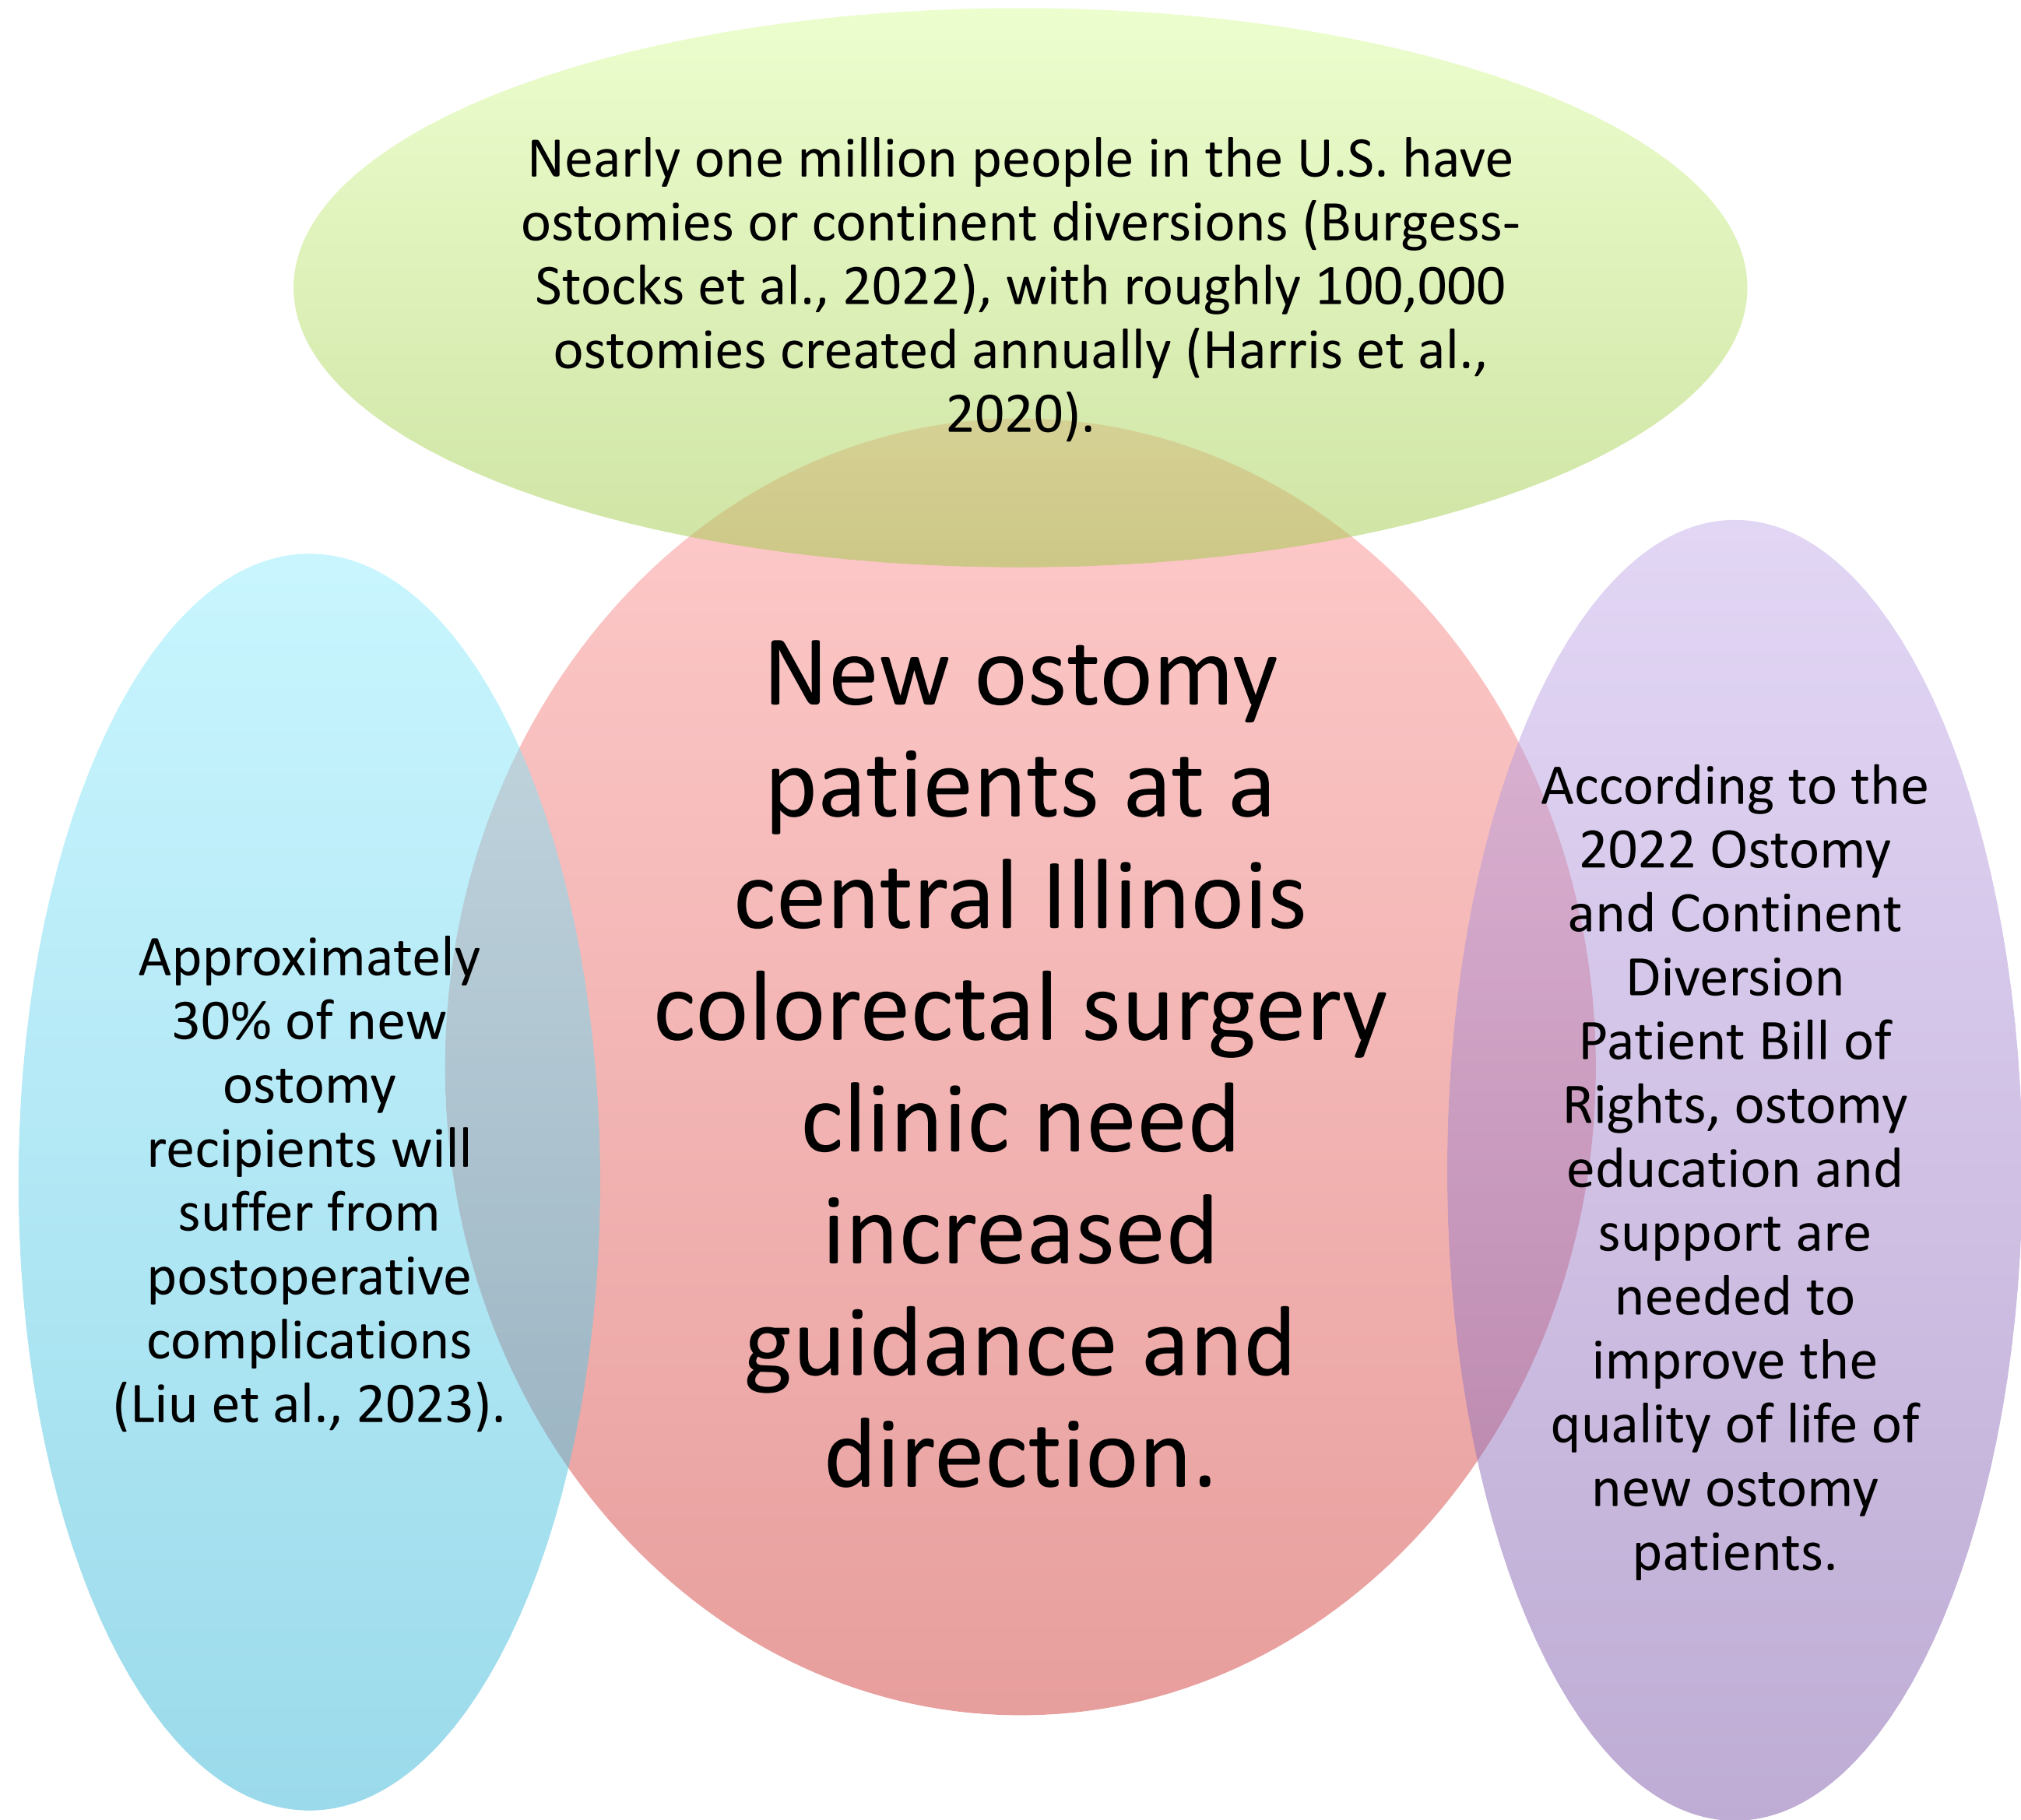 Nearly one million people in the U.S. have
ostomies or continent diversions (Burgess-
Stocks et al., 2022), with roughly 100,000
ostomies created annually (Harris et al.,
2020).
New ostomy
patients at a
central Illinois
colorectal surgery
clinic need
increased
guidance and
direction.
Approximately
30% of new
ostomy
recipients will
suffer from
postoperative
complications
(Liu et al., 2023).
According to the
2022 Ostomy
and Continent
Diversion
Patient Bill of
Rights, ostomy
education and
support are
needed to
improve the
quality of life of
new ostomy
patients.